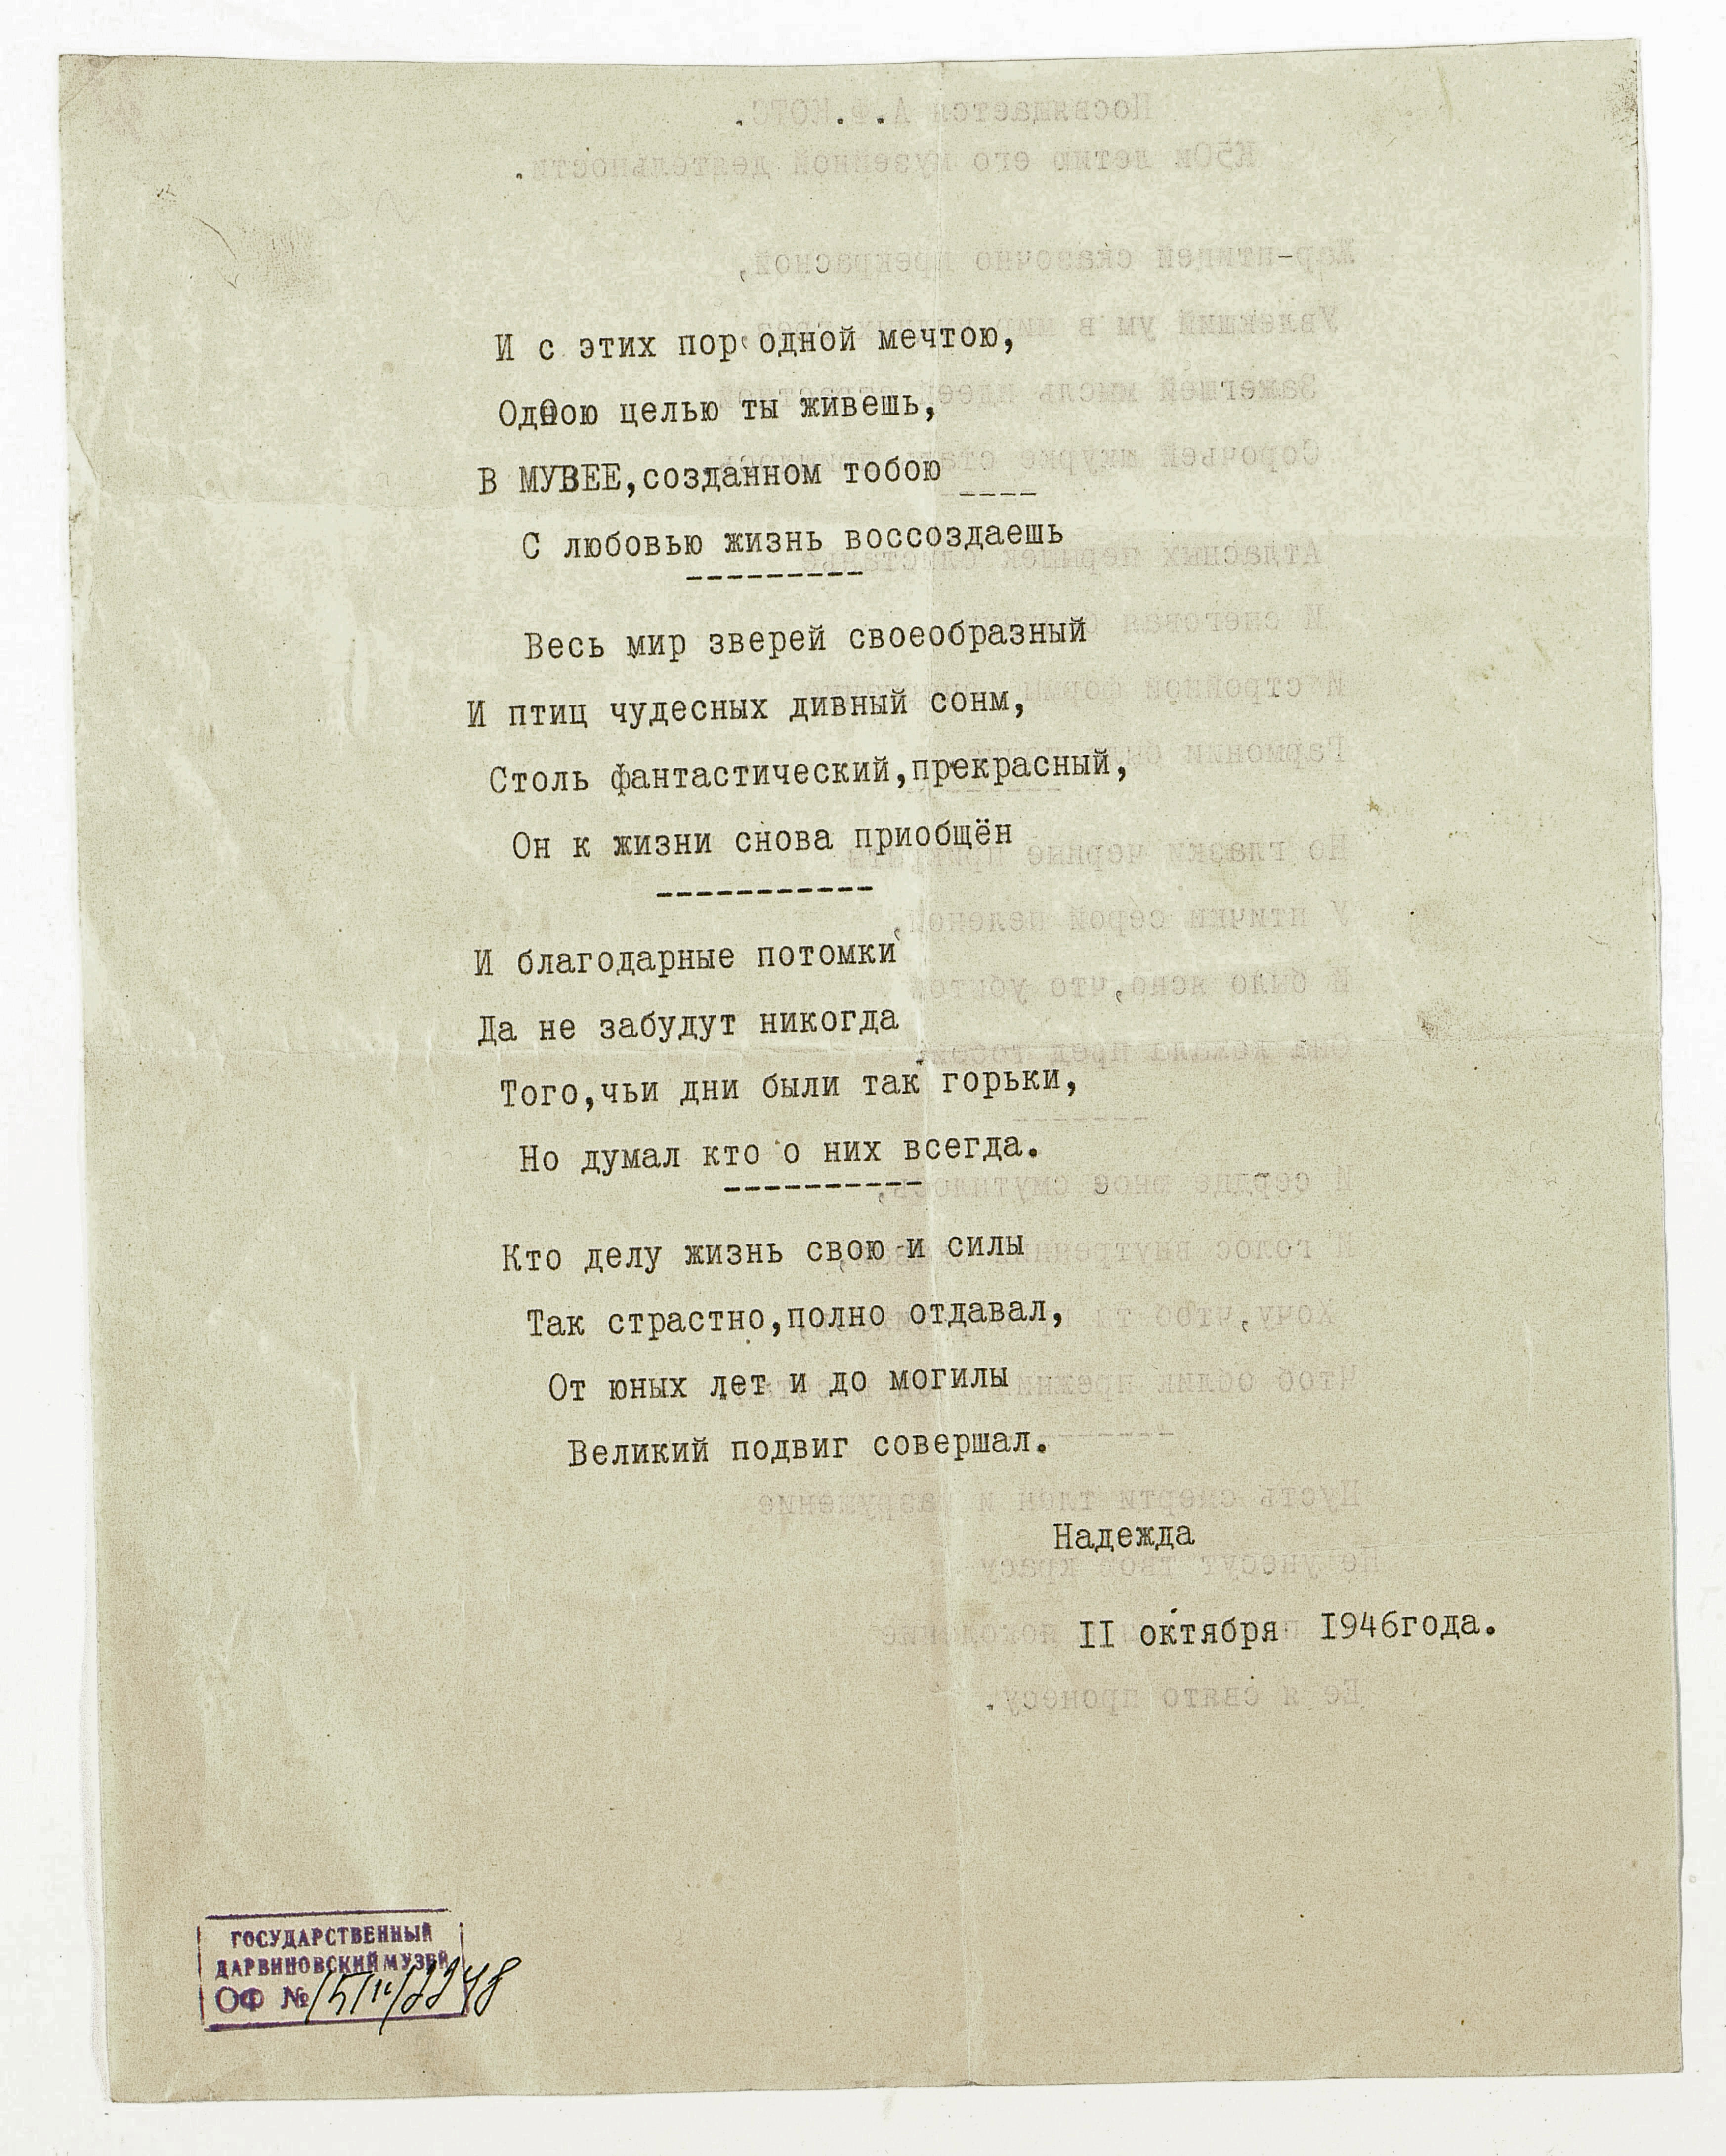 И с этих пор одной мечтою,
Одною целью ты живешь,
В МУВЕЕ,созданном тобою ----
С любовью жизнь воссоздаешь
---------
Весь мир зверей своеобразный
И птиц чудесных дивный сонм,
Столь фантастический,прекрасный,
Он к жизни снова приобщён
-----------
И благодарные потомки
Да не забудут никогда
Того,чьи дни были так горьки,
Но думал кто о них всегда.
----------
Кто делу жизнь свою и силы
Так страстно,полно отдавал,
От юных лет и до могилы
Великий подвиг совершал.
Надежда
II октября 1946года.
ГОСУДАРСТВЕННЫЙ
ДАРВИНОВСКИЙ МУЗЕЙ
ОФ №